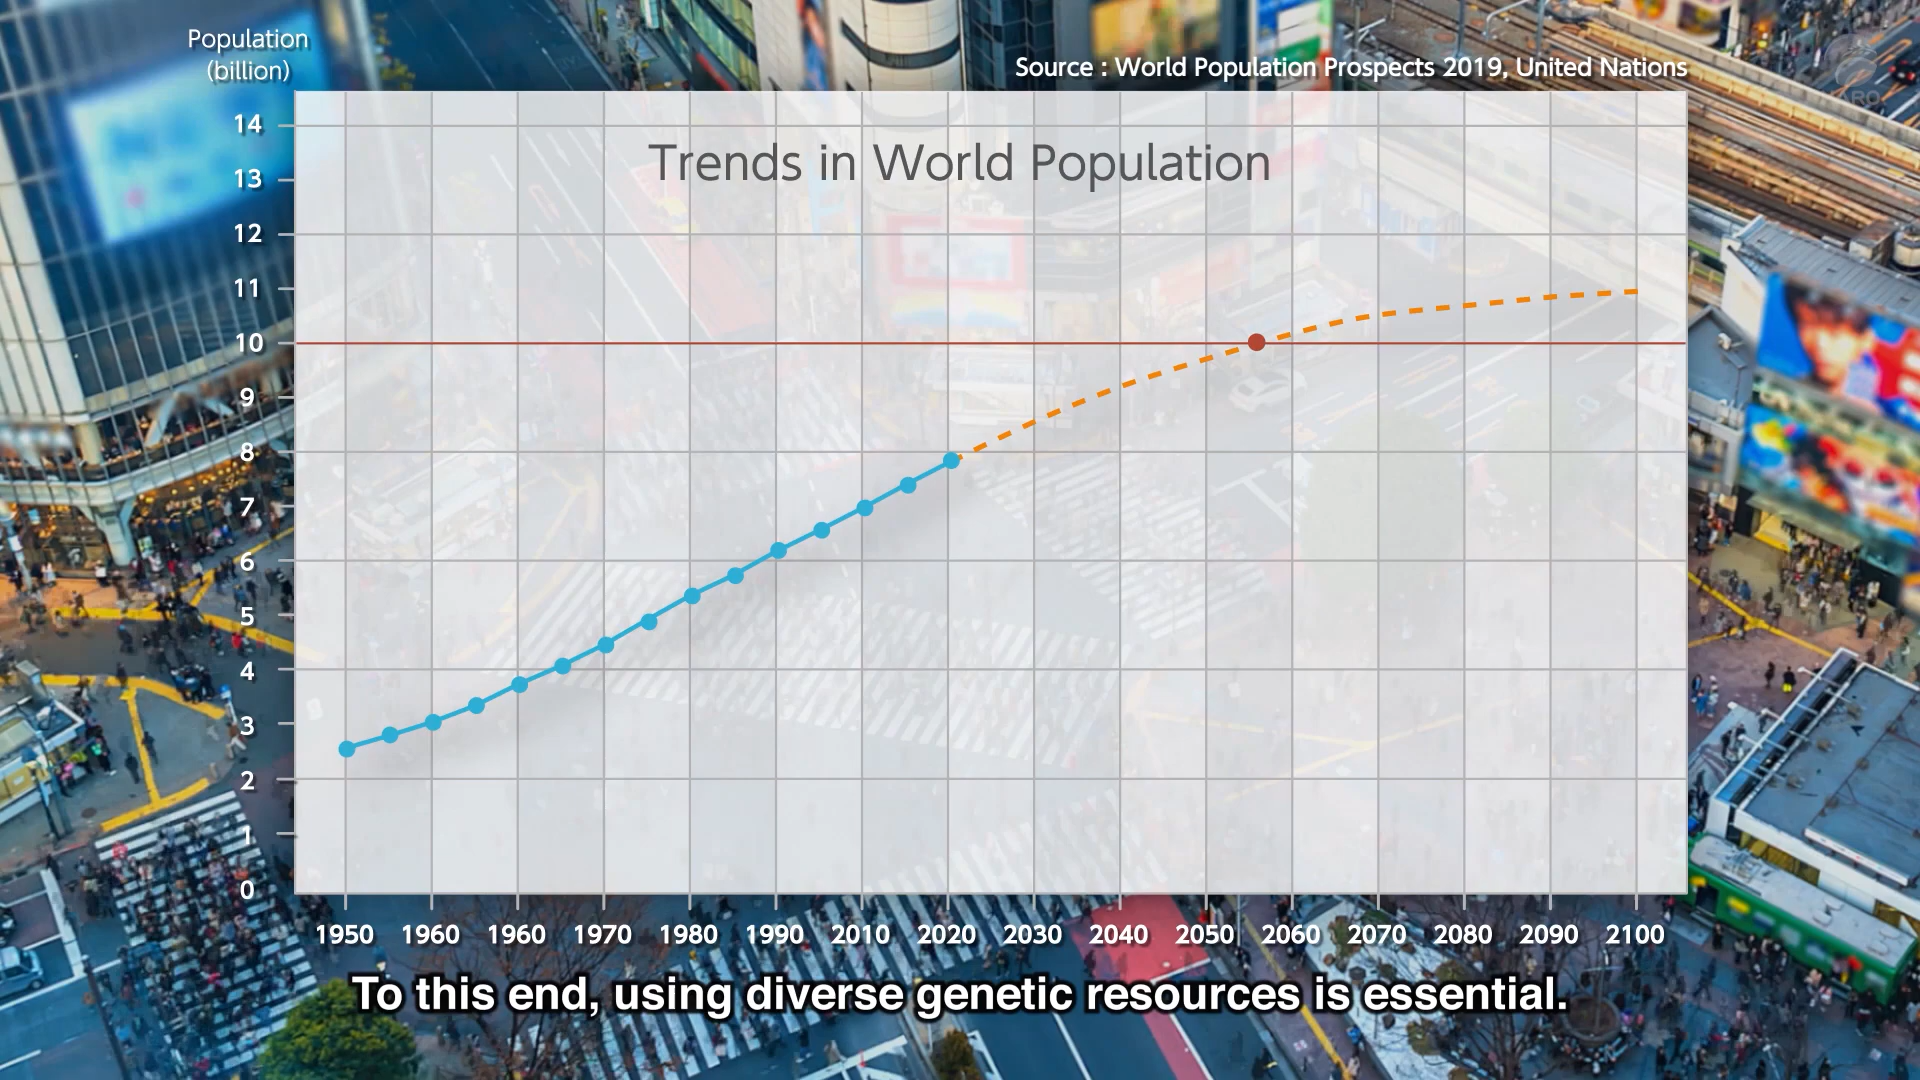 Population
(billion)
Source : World Population Prospects 2019, United Nations
Trends in World Population
14
13
12
11
10
9
8
7
6
5
4
3
2
1
0
1950 1960 1960 1970 1980 1990 2010 2020 2030 2040 2050 2060 2070 2080 2090 2100
To this end, using diverse genetic resources is essential.